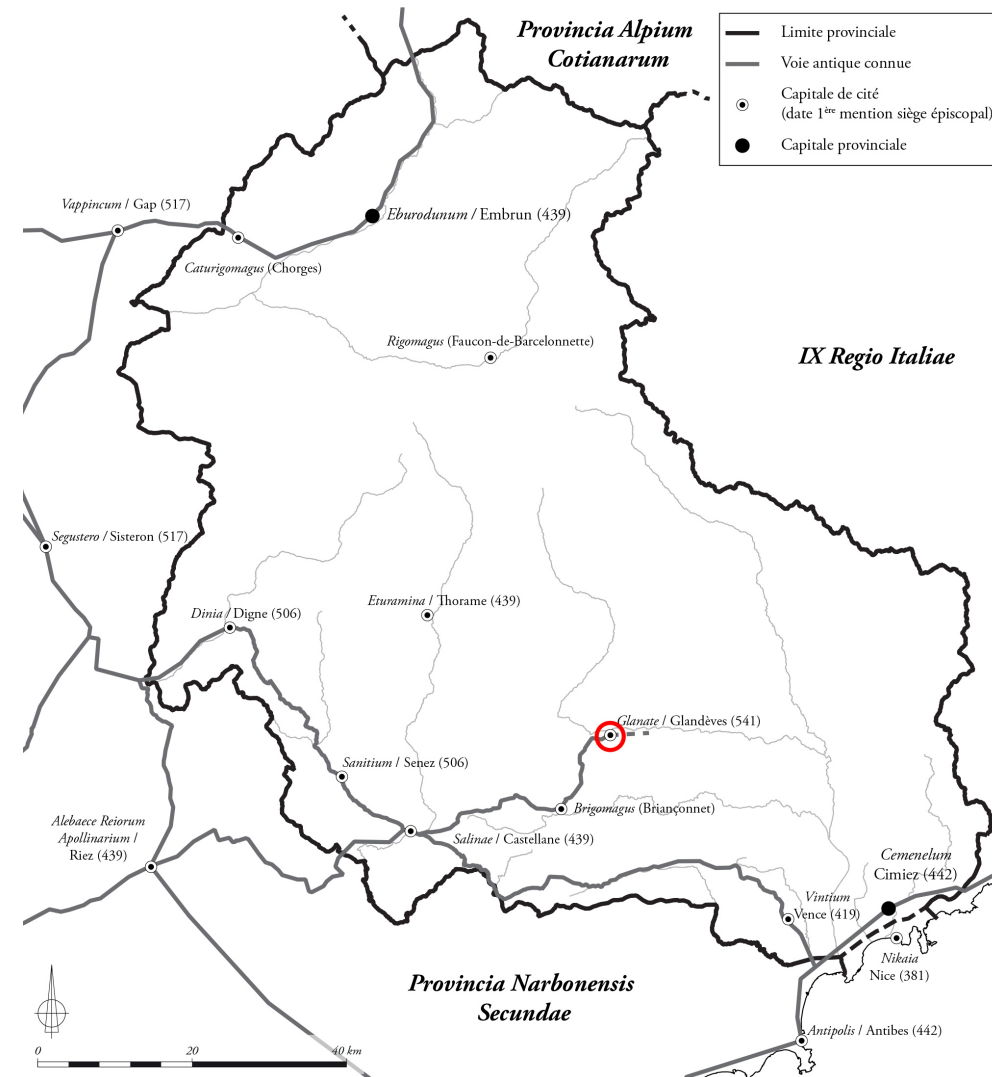 Provincia Alpium
Cotianarum
Limite provinciale
Voie antique connue
Capitale de cité
(date 1ère mention siège épiscopal)
Capitale provinciale
Vappincum / Gap (517)
Eburodunum / Embrun (439)
Caturigomagus (Chorges)
Rigomagus (Faucon-de-Barcelonnette)
IX Regio Italiae
Segustero / Sisteron (517)
Eturamina / Thorame (439)
Dinia / Digne (506)
Glanate / Glandèves (541)
Sanitium / Senez (506)
Brigomagus (Briançonnet)
Alebaece Reiorum
Apollinarium /
Riez (439)
Salinae / Castellane (439)
Cemenelum
Cimiez (442)
Vintium
Vence (419)
Nikaia
Nice (381)
Provincia Narbonensis
Secundae
Antipolis / Antibes (442)
0 20 40 km